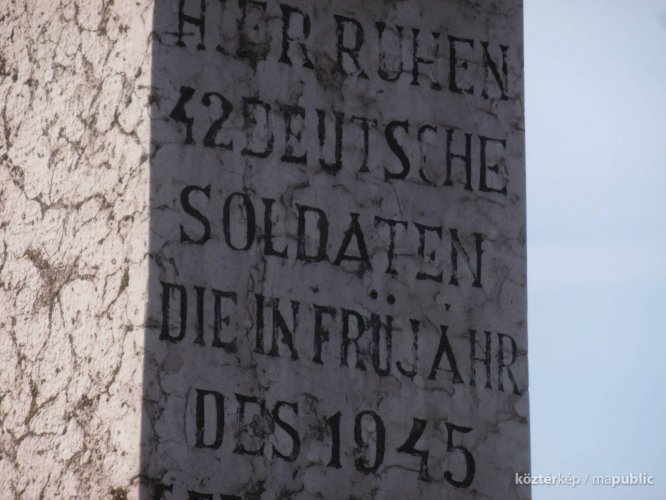 HIER RUHEN
42 DEUTSCHE
SOLDATEN
DIE IN FRÜJAHR
DES 1945
köztérkép / mapublic